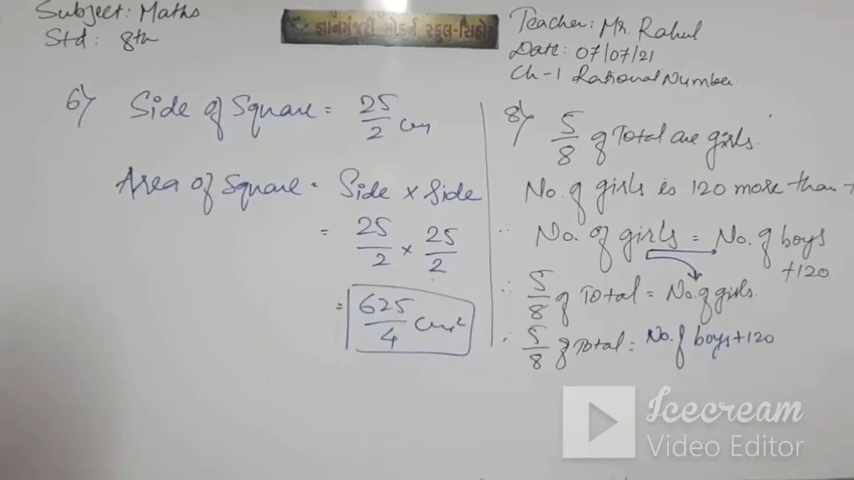 Subject: Maths
Std: 8th
જ્ઞાનમંજરી મોડર્ન સ્કુલ-સિહોર
Teacher: Mr. Rahul
Date: 07/07/21
Ch-1 Rational Number
6) Side of Square = 25/2 cm
Area of Square = Side × Side
= 25/2 × 25/2
= 625/4 cm²
8) 5/8 of Total are girls.
No. of girls is 120 more than
∴ No. of girls = No. of boys
+120
∴ 5/8 of Total = No. of girls.
∴ 5/8 of Total = No. of boys+120
Icecream
Video Editor